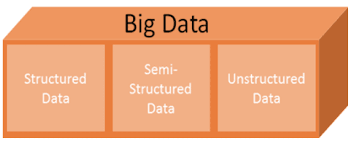 Big Data
Structured
Data
Semi-
Structured
Data
Unstructured
Data